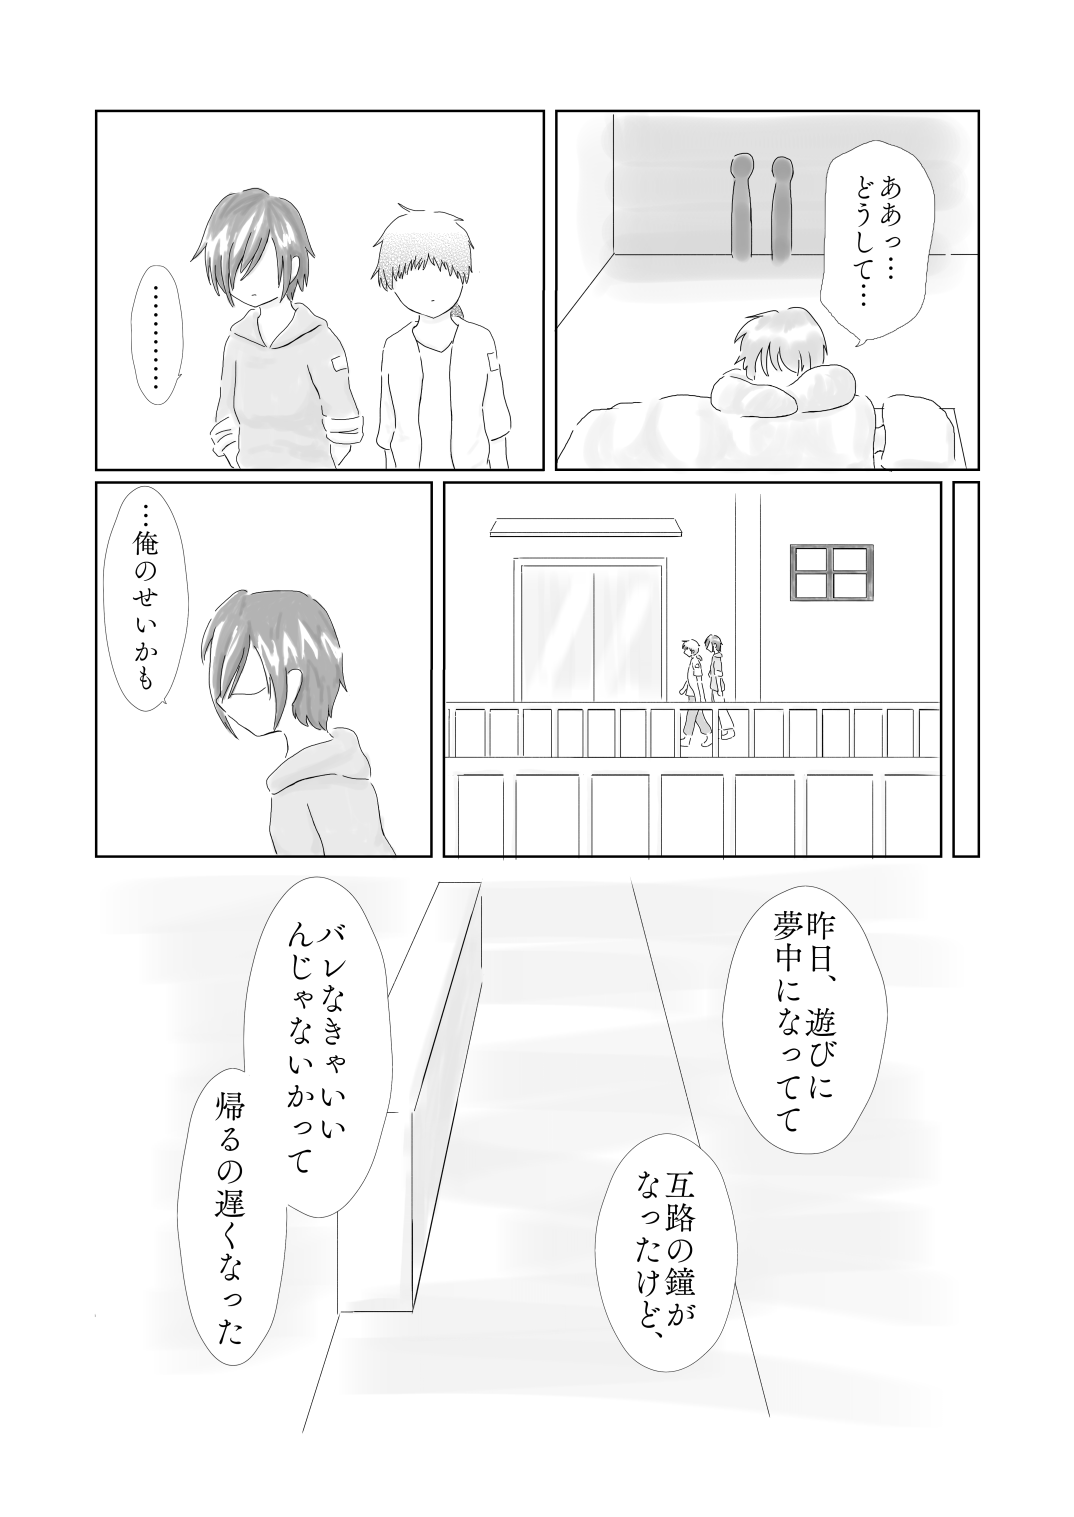 ああっ…
どうして…
…………
…俺のせいかも
昨日、遊びに
夢中になってて
互路の鐘が
なったけど、
バレなきゃいい
んじゃないかって
帰るの遅くなった